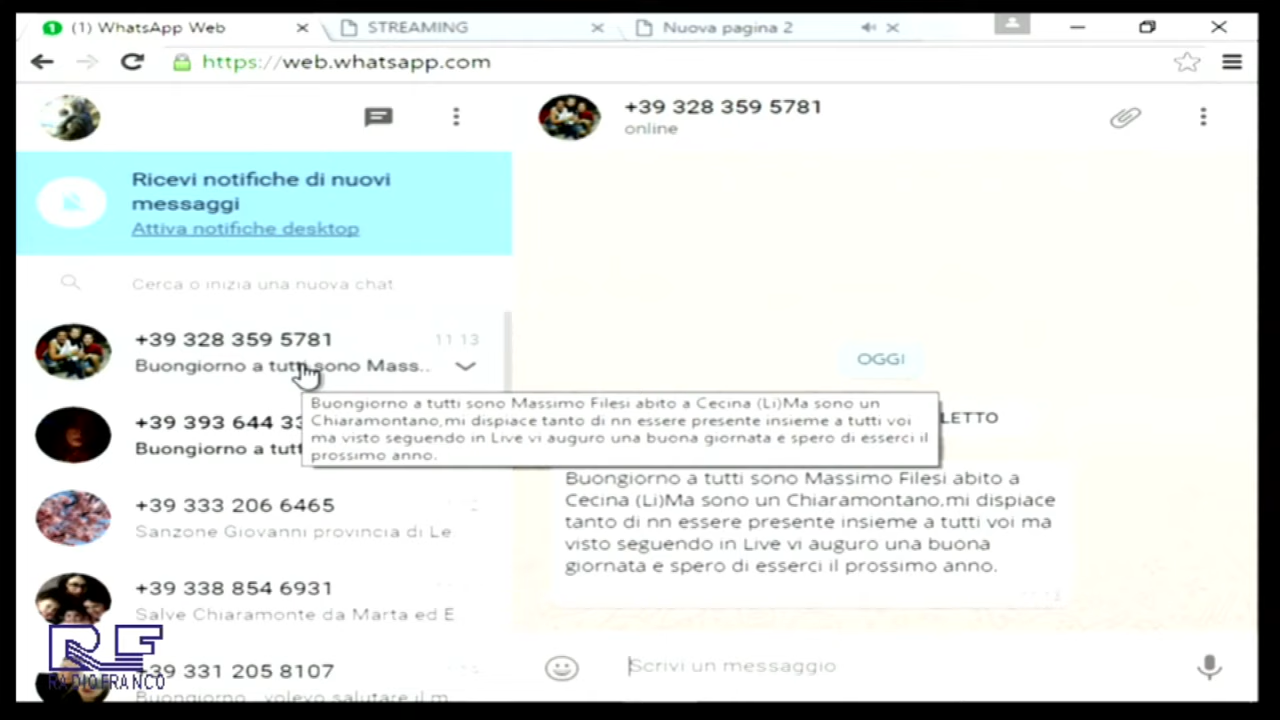 (1) WhatsApp Web
STREAMING
Nuova pagina 2
https://web.whatsapp.com
+39 328 359 5781
online
Ricevi notifiche di nuovi
messaggi
Attiva notifiche desktop
Cerca o inizia una nuova chat
+39 328 359 5781
11:13
Buongiorno a tutti sono Mass..
+39 393 644 33
Buongiorno a tutt
+39 333 206 6465
Sanzone Giovanni provincia di Le
+39 338 854 6931
Salve Chiaramonte da Marta ed E
+39 331 205 8107
Buongiorno volevo salutare il m
Buongiorno a tutti sono Massimo Filesi abito a Cecina (Li)Ma sono un
Chiaramontano,mi dispiace tanto di nn essere presente insieme a tutti voi
ma visto seguendo in Live vi auguro una buona giornata e spero di esserci il
prossimo anno.
OGGI
LETTO
Buongiorno a tutti sono Massimo Filesi abito a
Cecina (Li)Ma sono un Chiaramontano,mi dispiace
tanto di nn essere presente insieme a tutti voi ma
visto seguendo in Live vi auguro una buona
giornata e spero di esserci il prossimo anno.
Scrivi un messaggio
RF
RADIOFRANCO